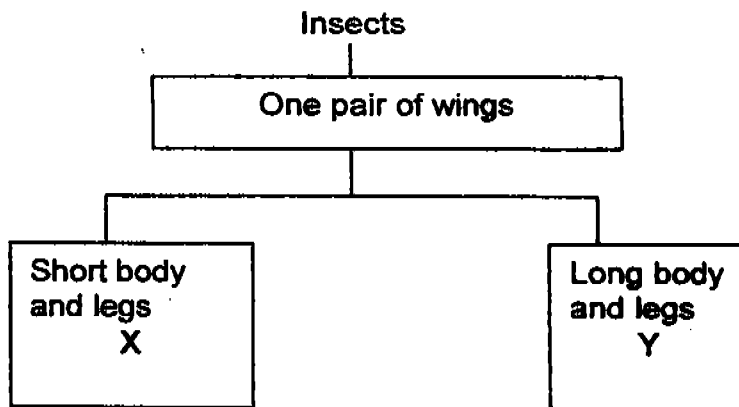 Insects
One pair of wings
Short body
and legs
X
Long body
and legs
Y